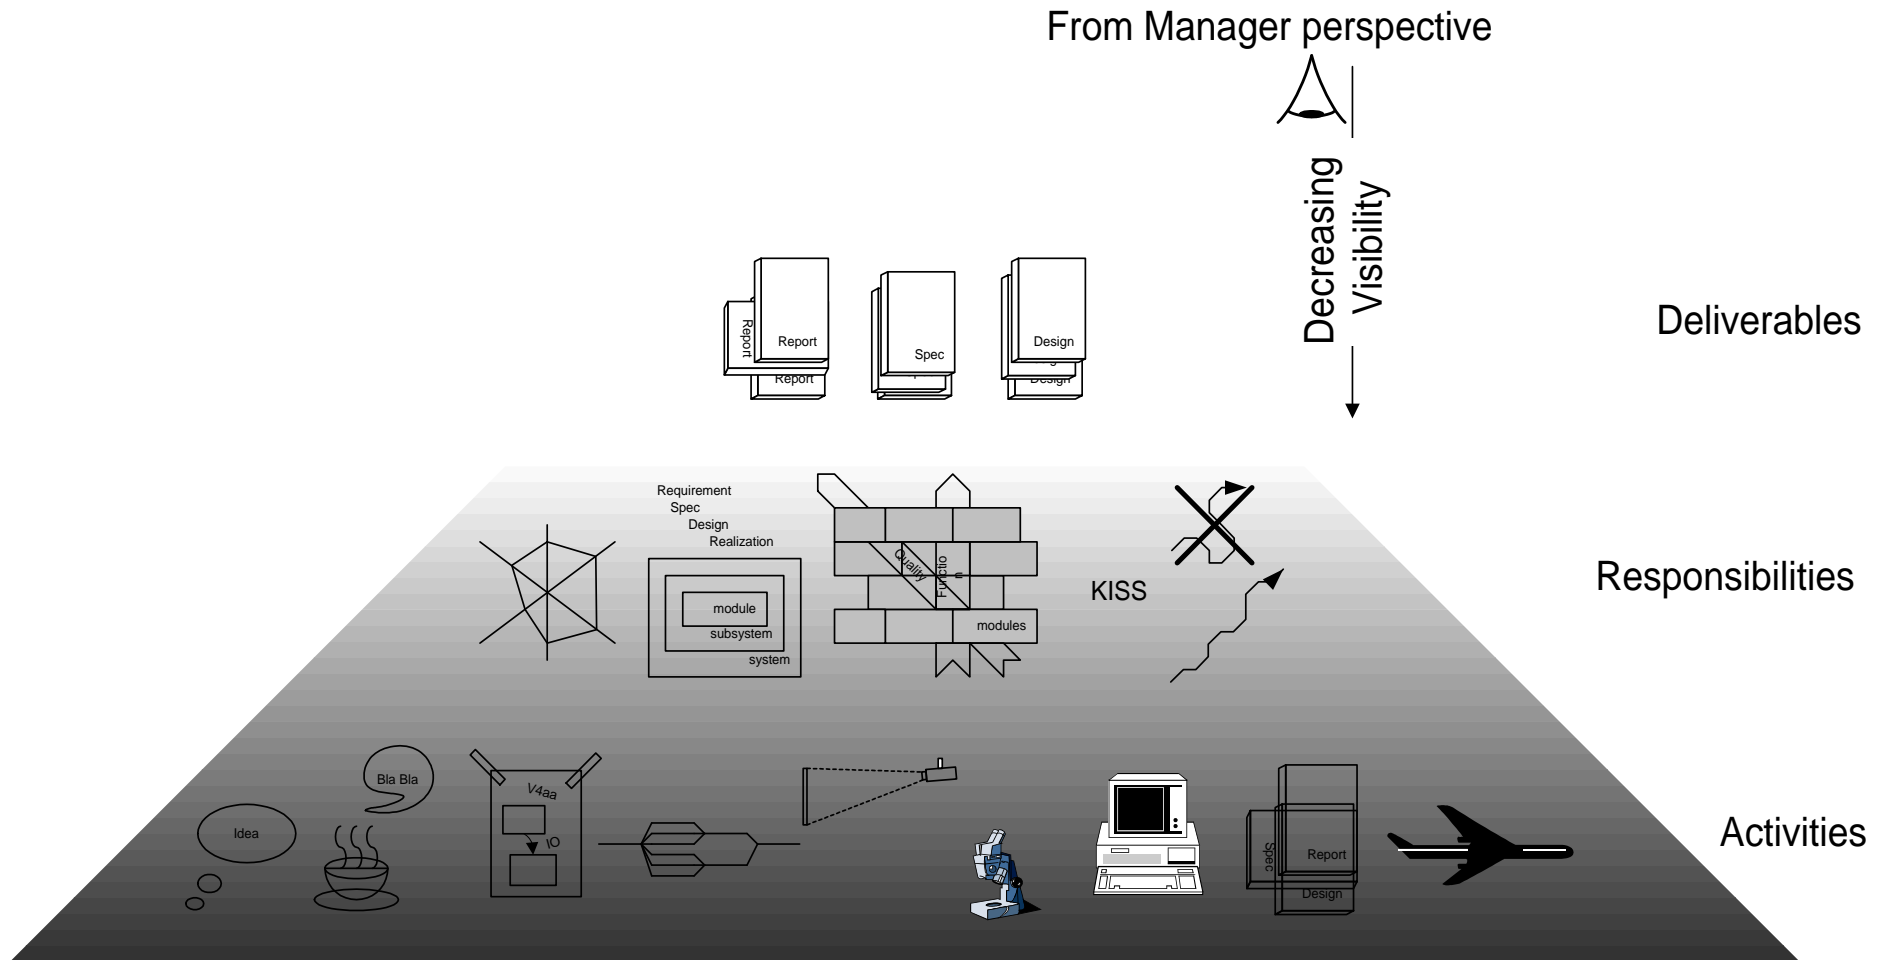 From Manager perspective
Decreasing
Visibility
Deliverables
Report
Report
Report
Spec
Design
Design
Requirement
Spec
Design
Realization
module
subsystem
system
Quality
Functio
n
modules
KISS
Responsibilities
Idea
Bla Bla
V4aa
IO
Spec
Report
Design
Activities